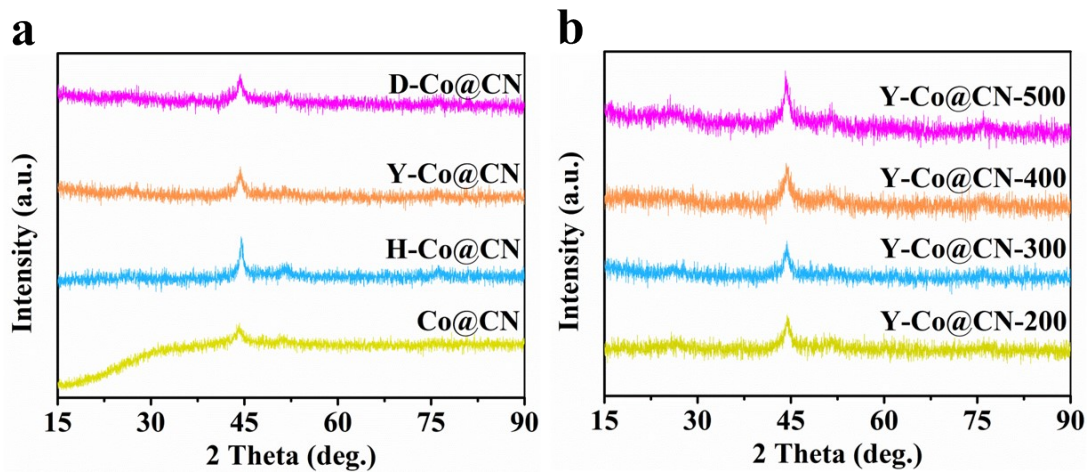 a
D-Co@CN
Y-Co@CN
H-Co@CN
Co@CN
Intensity (a.u.)
15 30 45 60 75 90
2 Theta (deg.)
b
Y-Co@CN-500
Y-Co@CN-400
Y-Co@CN-300
Y-Co@CN-200
Intensity (a.u.)
15 30 45 60 75 90
2 Theta (deg.)